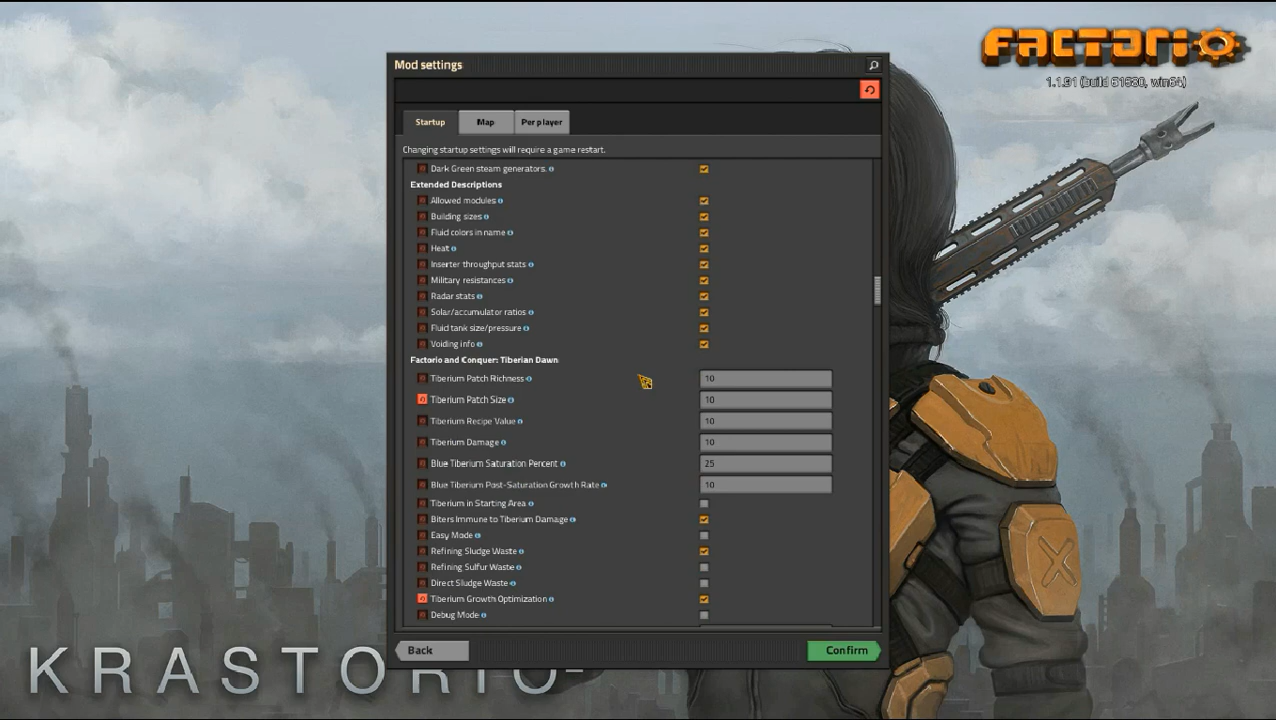 FACTORIO
1.1.91 (build 61580, win64)
Mod settings
Startup Map Per player
Changing startup settings will require a game restart.
Dark Green steam generators.
Extended Descriptions
Allowed modules
Building sizes
Fluid colors in name
Heat
Inserter throughput stats
Military resistances
Radar stats
Solar/accumulator ratios
Fluid tank size/pressure
Voiding info
Factorio and Conquer: Tiberian Dawn
Tiberium Patch Richness 10
Tiberium Patch Size 10
Tiberium Recipe Value 10
Tiberium Damage 10
Blue Tiberium Saturation Percent 25
Blue Tiberium Post-Saturation Growth Rate 10
Tiberium in Starting Area
Biters Immune to Tiberium Damage
Easy Mode
Refining Sludge Waste
Refining Sulfur Waste
Direct Sludge Waste
Tiberium Growth Optimization
Debug Mode
Back Confirm
KRASTORIO